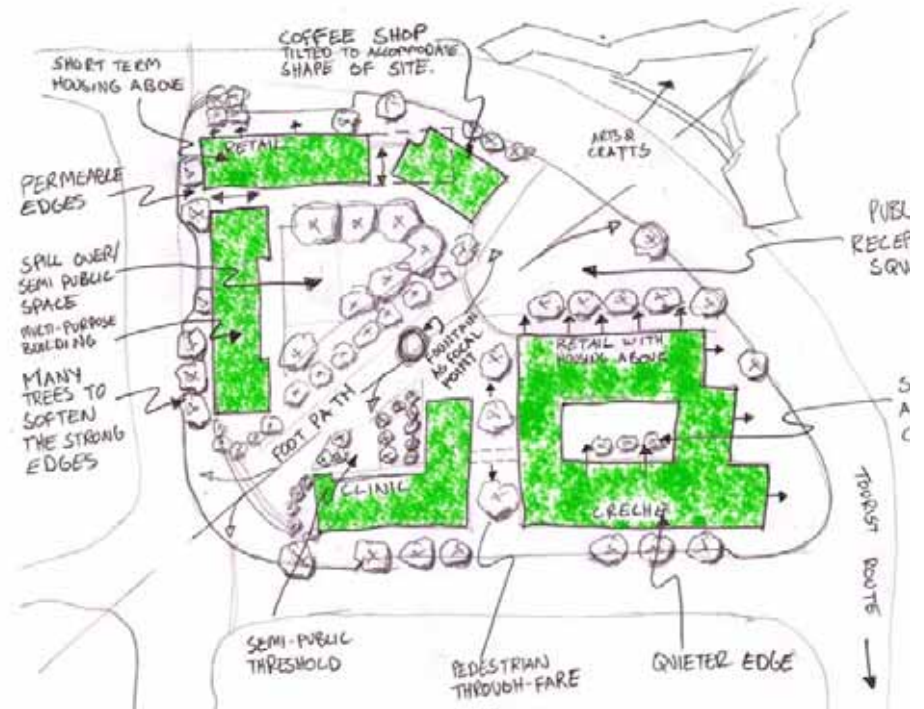 COFFEE SHOP
TILTED TO ACCOMMODATE
SHAPE OF SITE.
SHORT TERM
HOUSING ABOVE
RETAIL
ARTS &
CRAFTS
PERMEABLE
EDGES
PUBL
RECEP
SQU
SPILL OVER/
SEMI PUBLIC
SPACE
MULTI-PURPOSE
BUILDING
MANY
TREES TO
SOFTEN
THE STRONG
EDGES
FOUNTAIN
AS FOCAL
POINT
RETAIL WITH
HOUSING ABOVE
FOOT PATH
S
A
C
CLINIC
CRECHE
TOURIST ROUTE
SEMI-PUBLIC
THRESHOLD
PEDESTRIAN
THROUGH-FARE
QUIETER EDGE